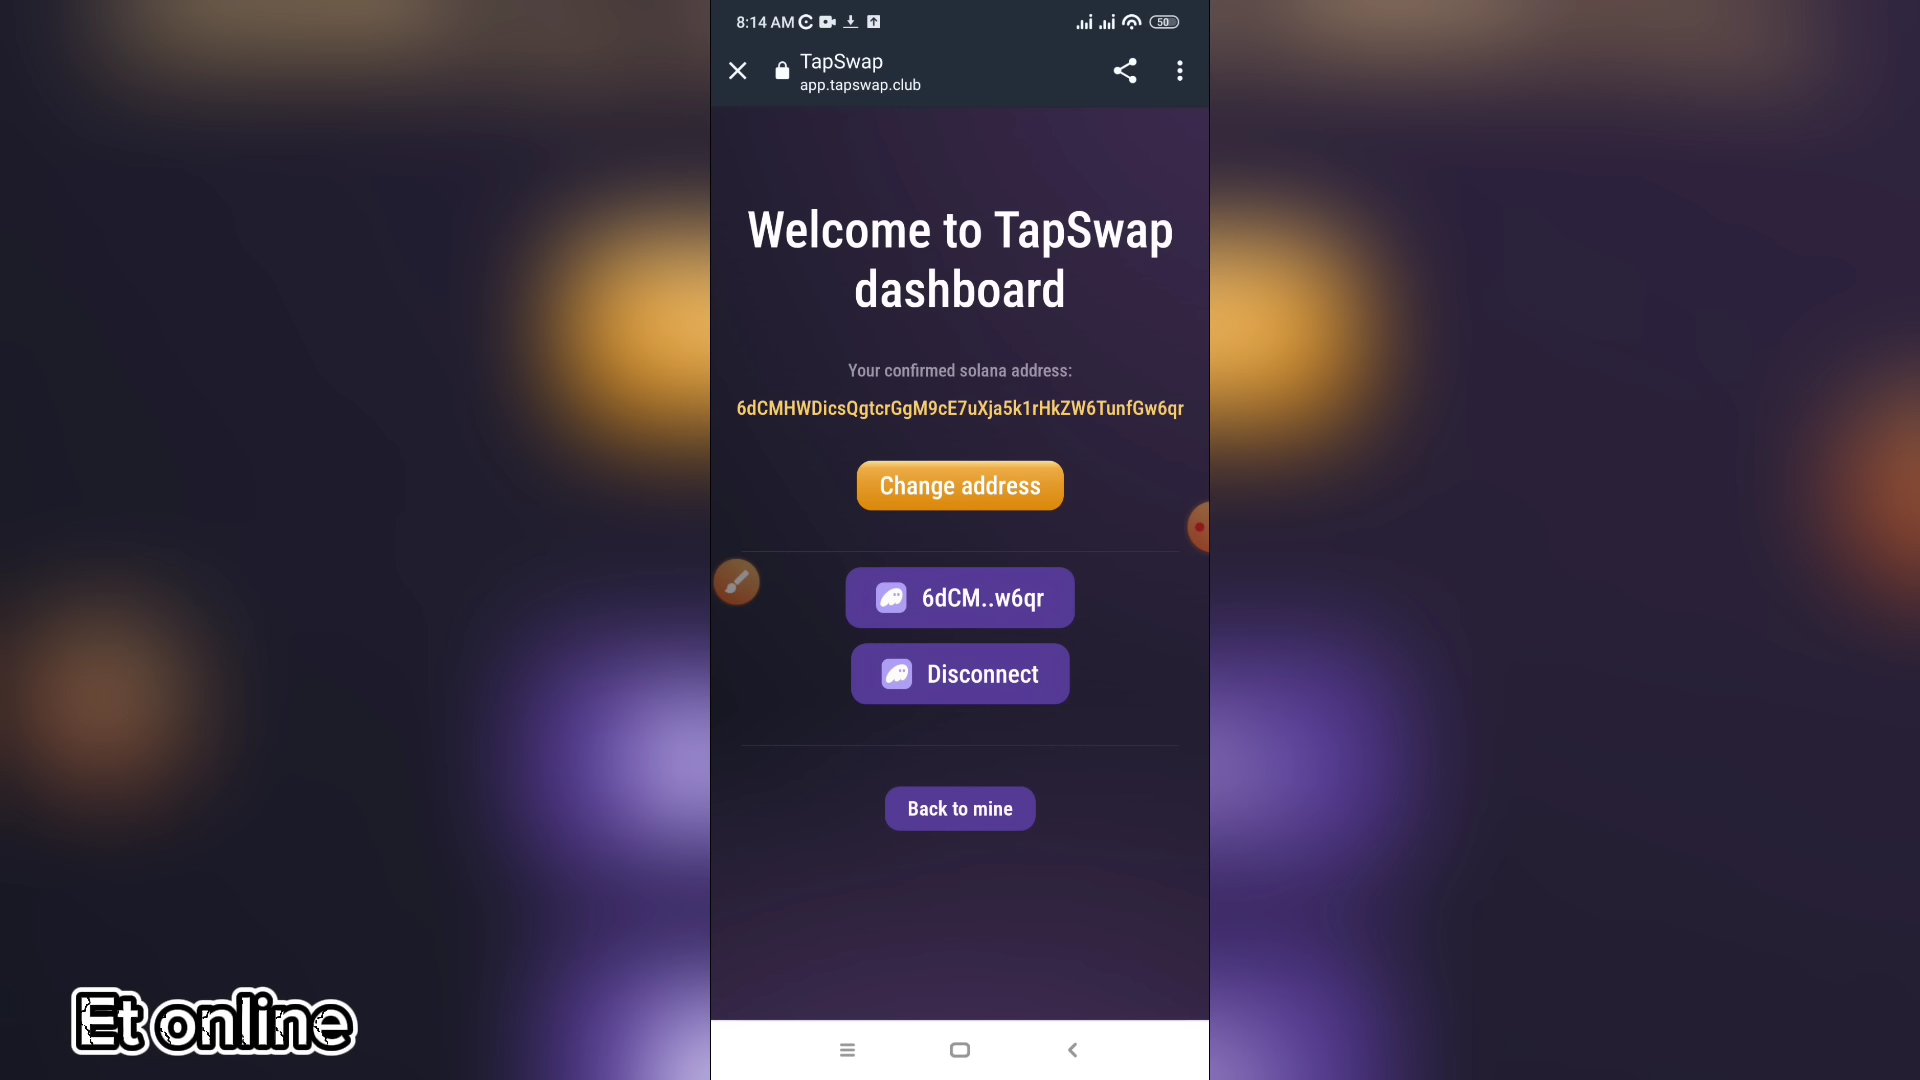 8:14 AM
50
TapSwap
app.tapswap.club
Welcome to TapSwap
dashboard
Your confirmed solana address:
6dCMHWDicsQgtcrGgM9cE7uXja5k1rHkZW6TunfGw6qr
Change address
6dCM..w6qr
Disconnect
Back to mine
Et online